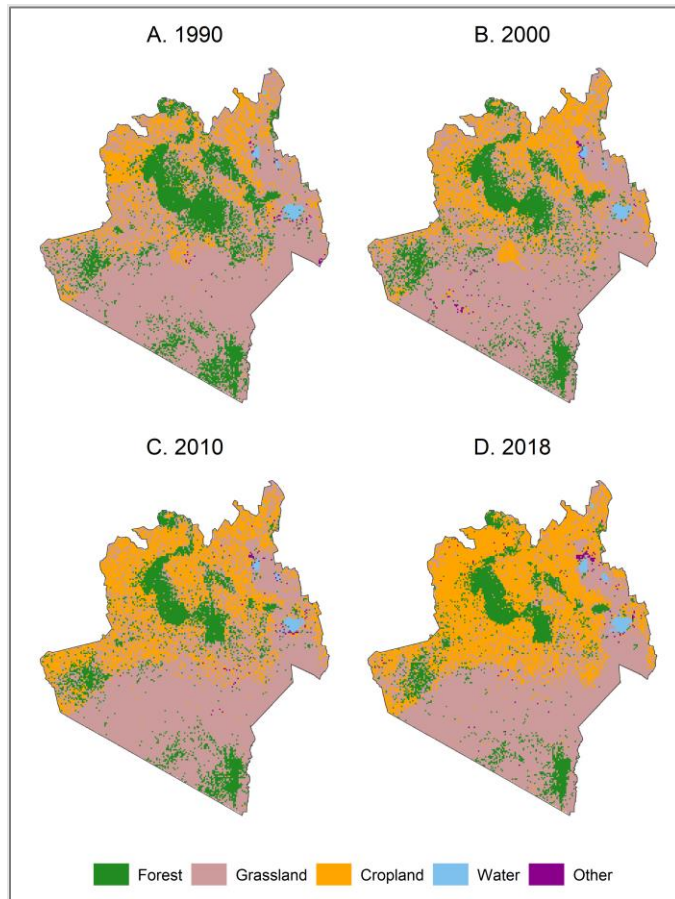 A. 1990
B. 2000
C. 2010
D. 2018
Forest Grassland Cropland Water Other